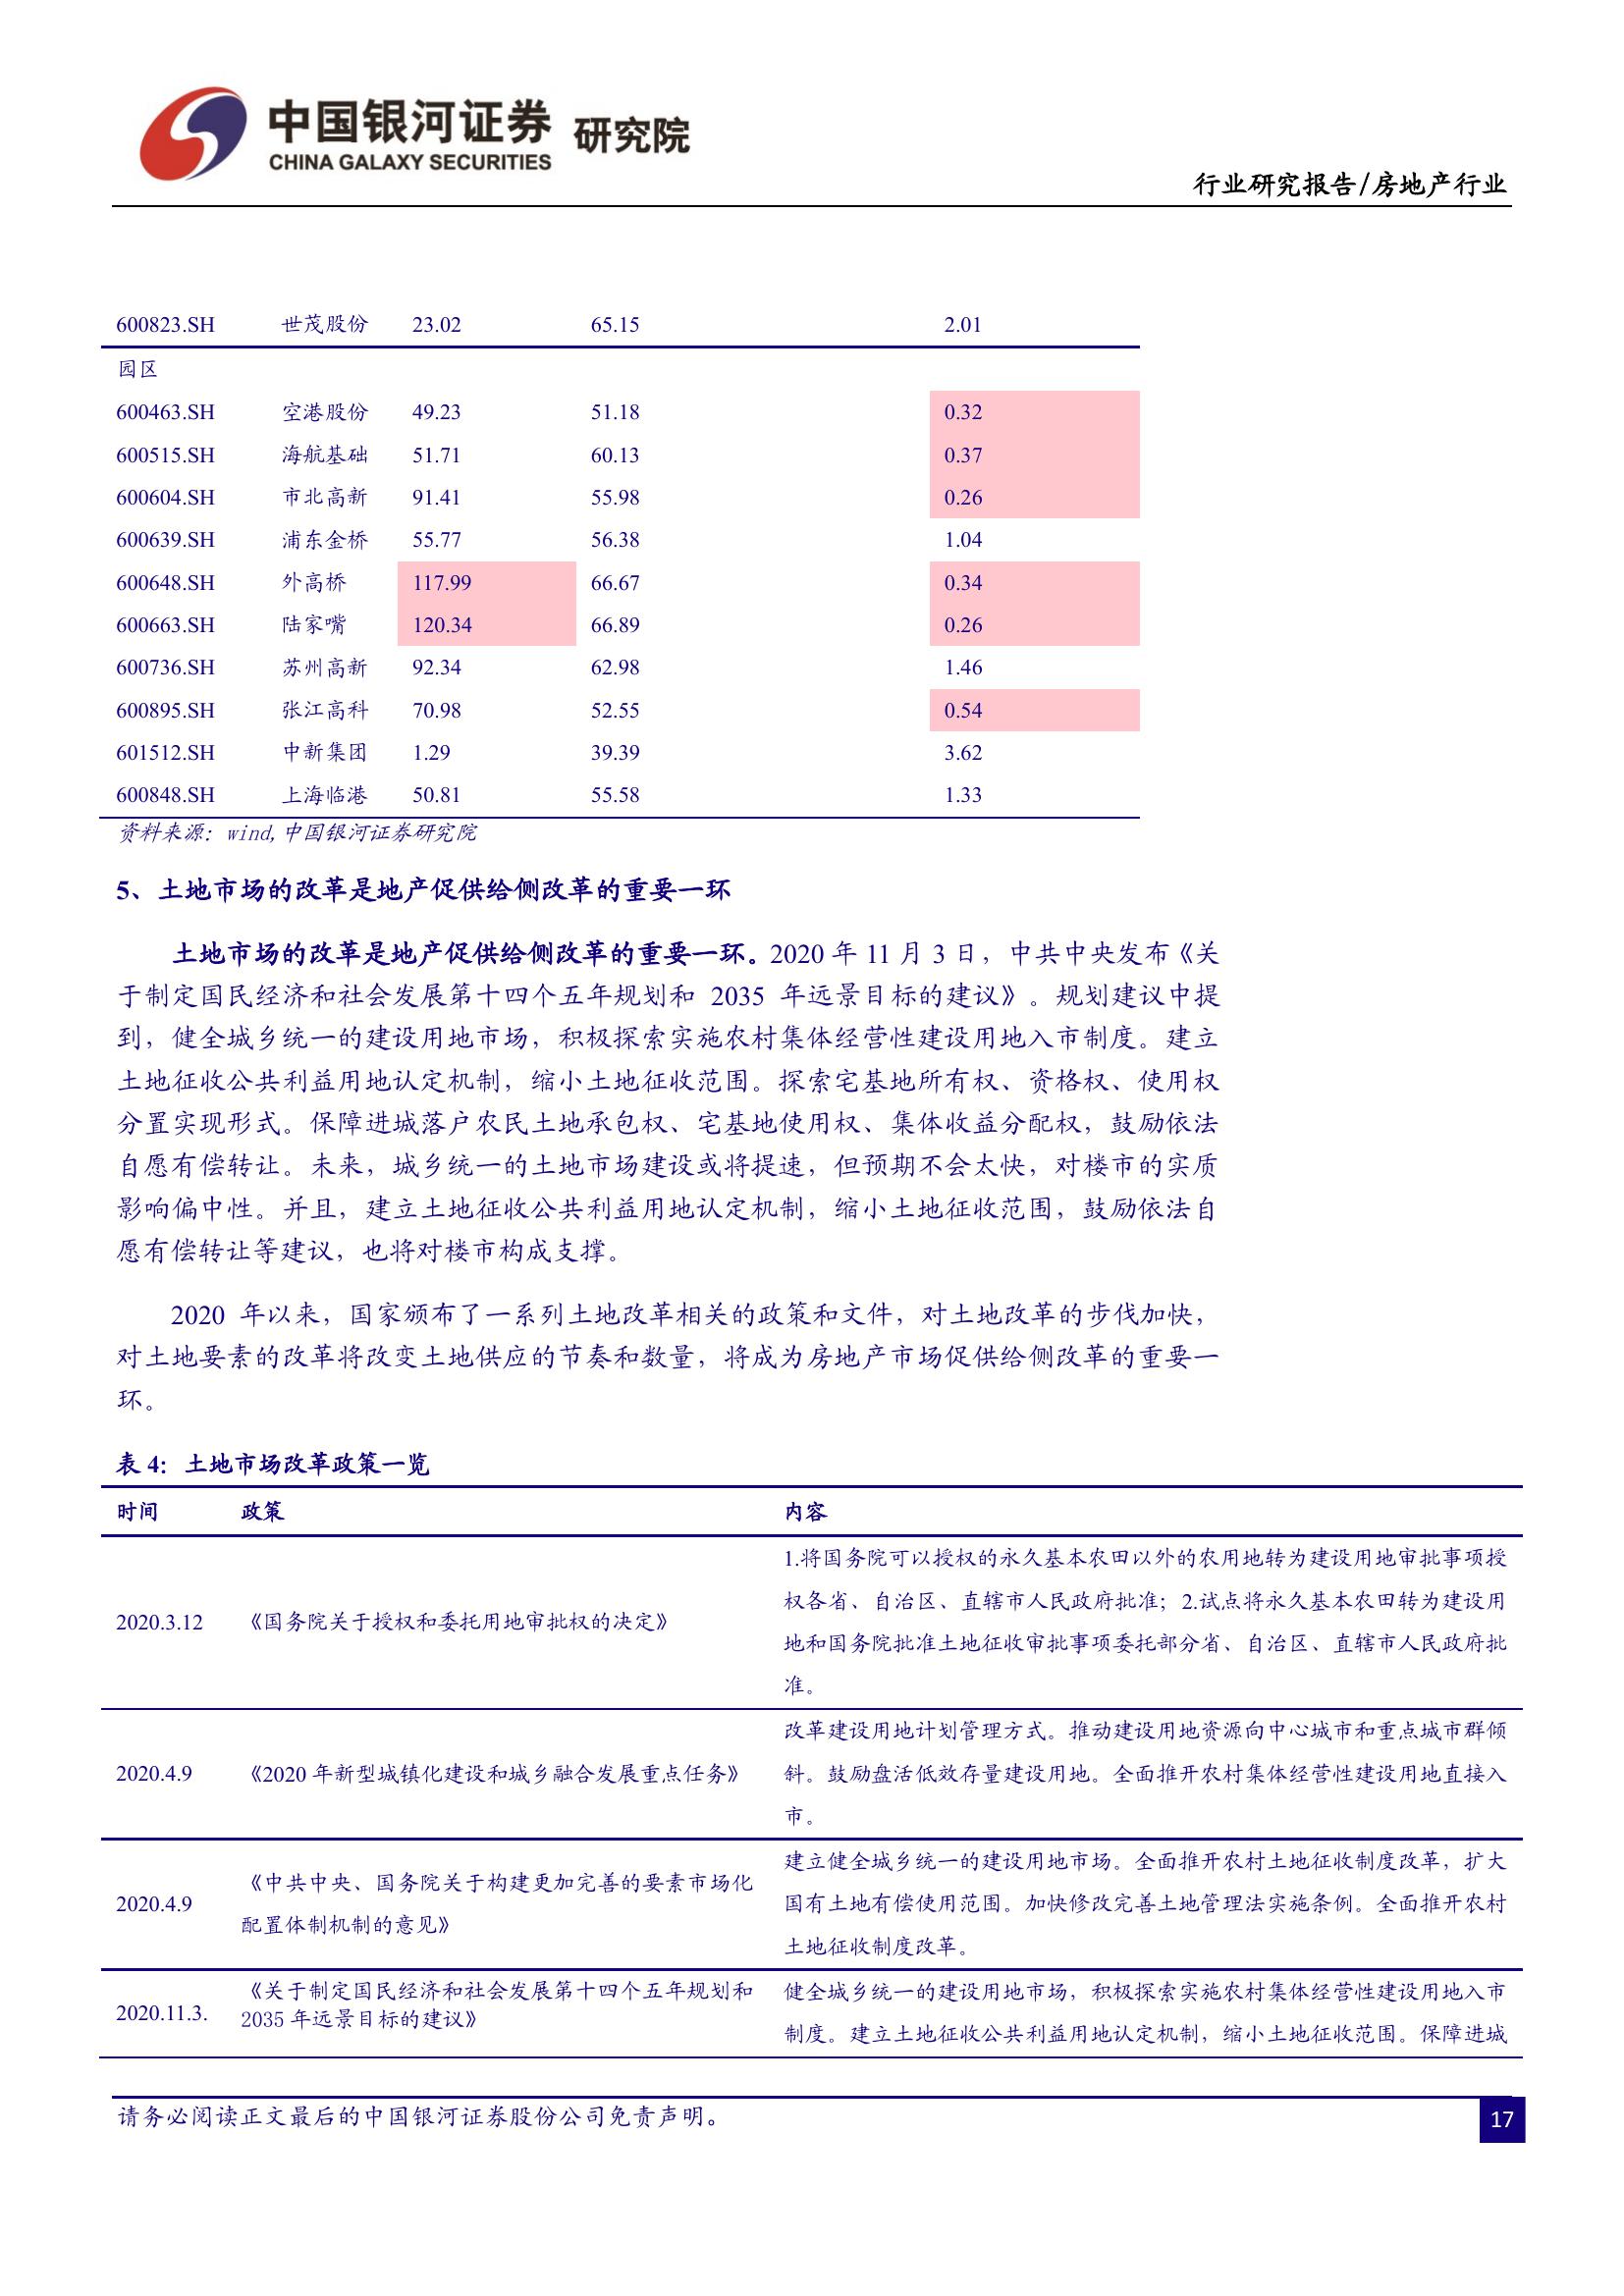 中国银河证券 研究院
CHINA GALAXY SECURITIES
行业研究报告/房地产行业
600823.SH 世茂股份 23.02 65.15 2.01
园区
600463.SH 空港股份 49.23 51.18 0.32
600515.SH 海航基础 51.71 60.13 0.37
600604.SH 市北高新 91.41 55.98 0.26
600639.SH 浦东金桥 55.77 56.38 1.04
600648.SH 外高桥 117.99 66.67 0.34
600663.SH 陆家嘴 120.34 66.89 0.26
600736.SH 苏州高新 92.34 62.98 1.46
600895.SH 张江高科 70.98 52.55 0.54
601512.SH 中新集团 1.29 39.39 3.62
600848.SH 上海临港 50.81 55.58 1.33
资料来源：wind,中国银河证券研究院
5、土地市场的改革是地产促供给侧改革的重要一环
土地市场的改革是地产促供给侧改革的重要一环。2020 年 11 月 3 日，中共中央发布《关
于制定国民经济和社会发展第十四个五年规划和 2035 年远景目标的建议》。规划建议中提
到，健全城乡统一的建设用地市场，积极探索实施农村集体经营性建设用地入市制度。建立
土地征收公共利益用地认定机制，缩小土地征收范围。探索宅基地所有权、资格权、使用权
分置实现形式。保障进城落户农民土地承包权、宅基地使用权、集体收益分配权，鼓励依法
自愿有偿转让。未来，城乡统一的土地市场建设或将提速，但预期不会太快，对楼市的实质
影响偏中性。并且，建立土地征收公共利益用地认定机制，缩小土地征收范围，鼓励依法自
愿有偿转让等建议，也将对楼市构成支撑。
2020 年以来，国家颁布了一系列土地改革相关的政策和文件，对土地改革的步伐加快，
对土地要素的改革将改变土地供应的节奏和数量，将成为房地产市场促供给侧改革的重要一
环。
表 4：土地市场改革政策一览
时间 政策 内容
1.将国务院可以授权的永久基本农田以外的农用地转为建设用地审批事项授
权各省、自治区、直辖市人民政府批准；2.试点将永久基本农田转为建设用
2020.3.12 《国务院关于授权和委托用地审批权的决定》
地和国务院批准土地征收审批事项委托部分省、自治区、直辖市人民政府批
准。
改革建设用地计划管理方式。推动建设用地资源向中心城市和重点城市群倾
2020.4.9 《2020 年新型城镇化建设和城乡融合发展重点任务》 斜。鼓励盘活低效存量建设用地。全面推开农村集体经营性建设用地直接入
市。
建立健全城乡统一的建设用地市场。全面推开农村土地征收制度改革，扩大
《中共中央、国务院关于构建更加完善的要素市场化
2020.4.9 国有土地有偿使用范围。加快修改完善土地管理法实施条例。全面推开农村
配置体制机制的意见》
土地征收制度改革。
《关于制定国民经济和社会发展第十四个五年规划和 健全城乡统一的建设用地市场，积极探索实施农村集体经营性建设用地入市
2020.11.3.
2035 年远景目标的建议》 制度。建立土地征收公共利益用地认定机制，缩小土地征收范围。保障进城
请务必阅读正文最后的中国银河证券股份公司免责声明。
17